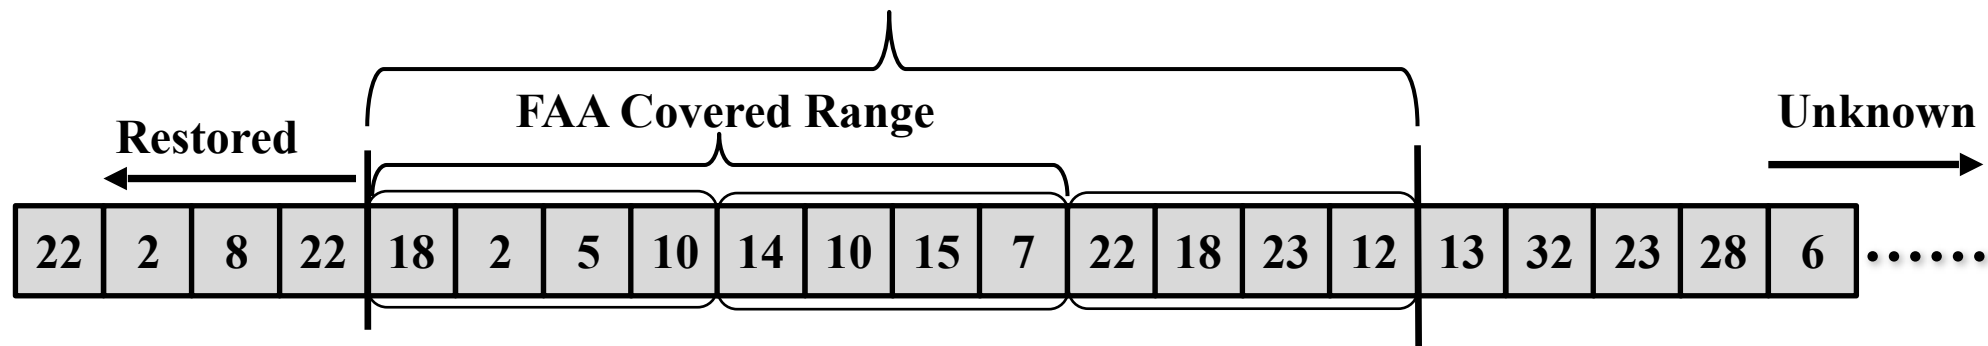 FAA Covered Range
Restored
Unknown
22 2 8 22 18 2 5 10 14 10 15 7 22 18 23 12 13 32 23 28 6 ......